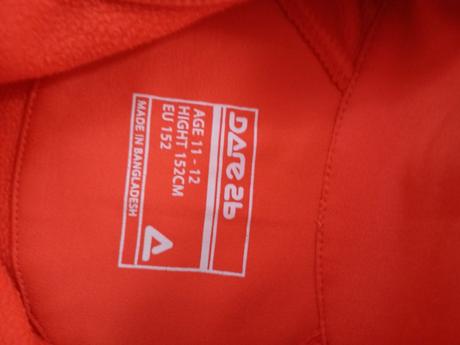 DARE 2b
AGE 11 - 12
HIGHT 152CM
EU 152
MADE IN BANGLADESH